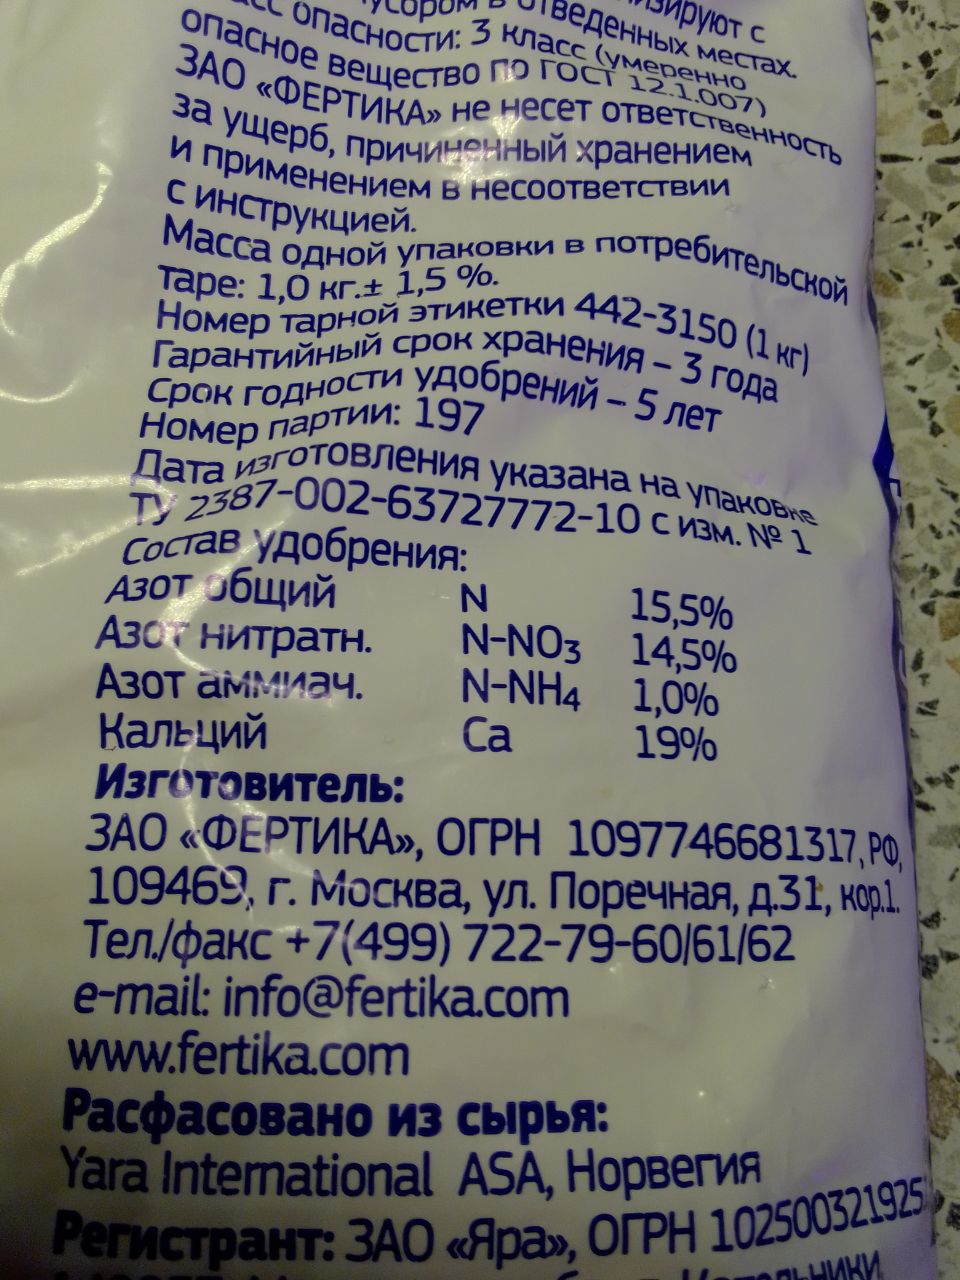 в отведенных местах.
опасности: 3 класс (умеренно
опасное вещество по ГОСТ 12.1.007)
ЗАО «ФЕРТИКА» не несет ответственность
за ущерб, причиненный хранением
и применением в несоответствии
с инструкцией.
Масса одной упаковки в потребительской
таре: 1,0 кг.± 1,5 %.
Номер тарной этикетки 442-3150 (1 кг)
Гарантийный срок хранения – 3 года
Срок годности удобрений – 5 лет
Номер партии: 197
Дата изготовления указана на упаковке
ТУ 2387-002-63727772-10 с изм. № 1
Состав удобрения:
Азот общий N 15,5%
Азот нитратн. N-NO3 14,5%
Азот аммиач. N-NH4 1,0%
Кальций Ca 19%
Изготовитель:
ЗАО «ФЕРТИКА», ОГРН 1097746681317, РФ,
109469, г. Москва, ул. Поречная, д.31, кор.1.
Тел./факс +7(499) 722-79-60/61/62
e-mail: info@fertika.com
www.fertika.com
Расфасовано из сырья:
Yara International ASA, Норвегия
Регистрант: ЗАО «Яра», ОГРН